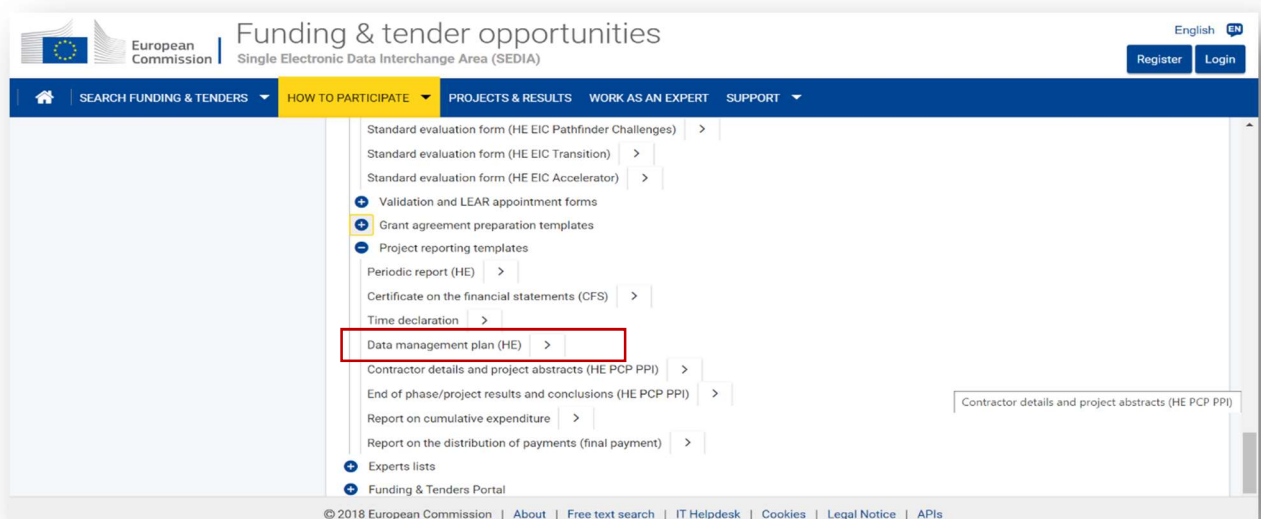 European
Commission
Funding & tender opportunities
Single Electronic Data Interchange Area (SEDIA)
English EN
Register Login
SEARCH FUNDING & TENDERS HOW TO PARTICIPATE PROJECTS & RESULTS WORK AS AN EXPERT SUPPORT
Standard evaluation form (HE EIC Pathfinder Challenges) >
Standard evaluation form (HE EIC Transition) >
Standard evaluation form (HE EIC Accelerator) >
Validation and LEAR appointment forms
Grant agreement preparation templates
Project reporting templates
Periodic report (HE) >
Certificate on the financial statements (CFS) >
Time declaration >
Data management plan (HE) >
Contractor details and project abstracts (HE PCP PPI) >
End of phase/project results and conclusions (HE PCP PPI) >
Contractor details and project abstracts (HE PCP PPI)
Report on cumulative expenditure >
Report on the distribution of payments (final payment) >
Experts lists
Funding & Tenders Portal
© 2018 European Commission | About | Free text search | IT Helpdesk | Cookies | Legal Notice | APIs